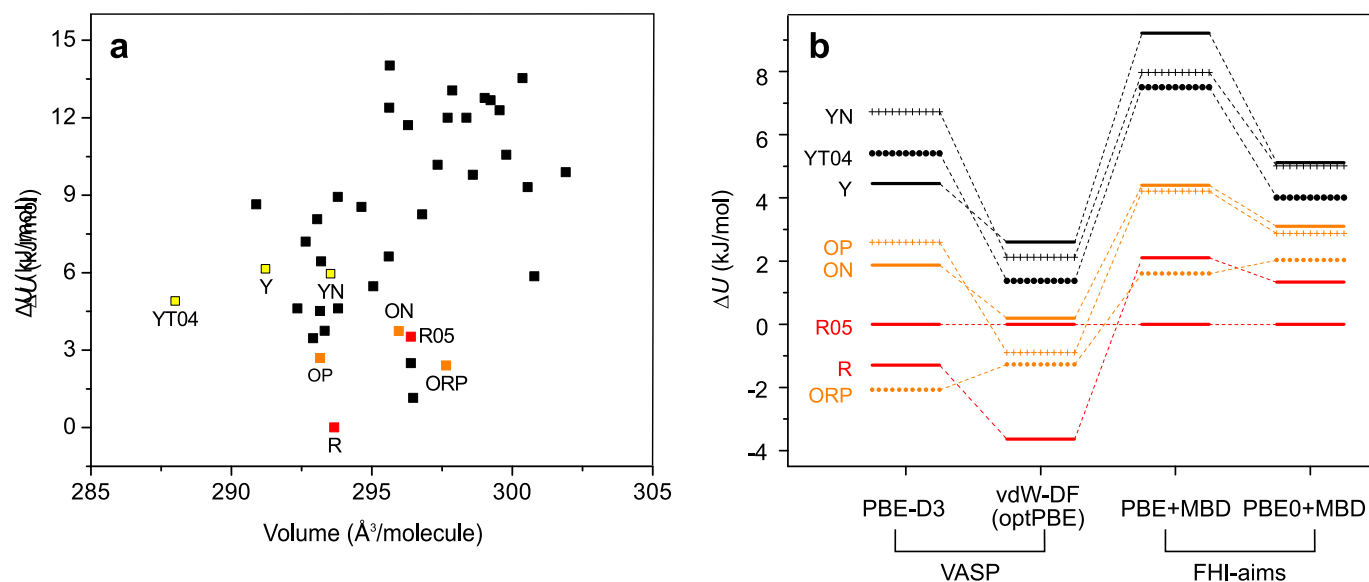 a
15
12
9
6
3
0
ΔU (kJ/mol)
YT04
Y
YN
ON
R05
OP
ORP
R
285
290
295
300
305
Volume (Å³/molecule)
b
8
6
4
2
0
-2
-4
ΔU (kJ/mol)
YN
YT04
Y
OP
ON
R05
R
ORP
PBE-D3
vdW-DF
(optPBE)
PBE+MBD
PBE0+MBD
VASP
FHI-aims